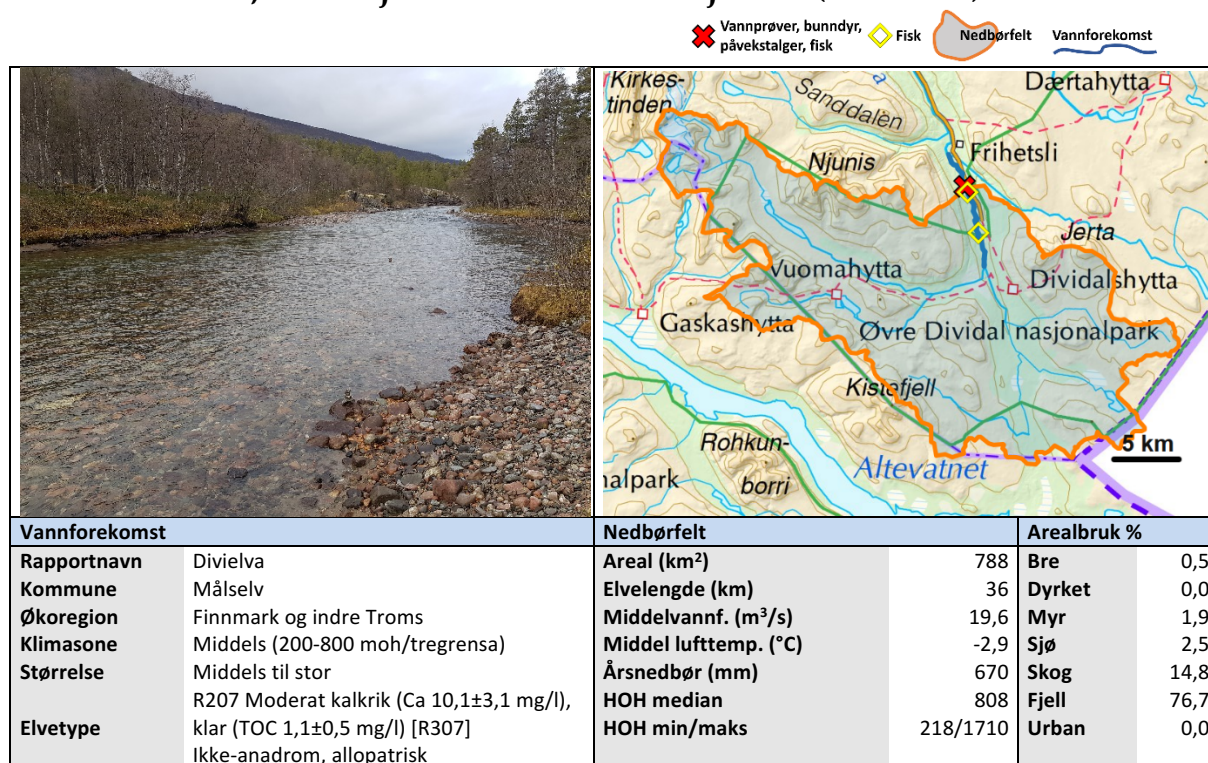 Vannprøver, bunndyr,
påvekstalger, fisk
Fisk
Nedbørfelt
Vannforekomst
Kirkes-
tinden
Sanddalen
Dærtahytta
Njunis
Frihetsli
Jerta
Vuomahytta
Dividalshytta
Gaskashytta
Øvre Dividal nasjonalpark
Kistefjell
5 km
Rohkun-
borri
Altevatnet
nalpark
Vannforekomst
Rapportnavn Divielva
Kommune Målselv
Økoregion Finnmark og indre Troms
Klimasone Middels (200-800 moh/tregrensa)
Størrelse Middels til stor
R207 Moderat kalkrik (Ca 10,1±3,1 mg/l),
Elvetype klar (TOC 1,1±0,5 mg/l) [R307]
Ikke-anadrom, allopatrisk
Nedbørfelt
Areal (km²) 788
Elvelengde (km) 36
Middelvannf. (m³/s) 19,6
Middel lufttemp. (°C) -2,9
Årsnedbør (mm) 670
HOH median 808
HOH min/maks 218/1710
Arealbruk %
Bre 0,5
Dyrket 0,0
Myr 1,9
Sjø 2,5
Skog 14,8
Fjell 76,7
Urban 0,0